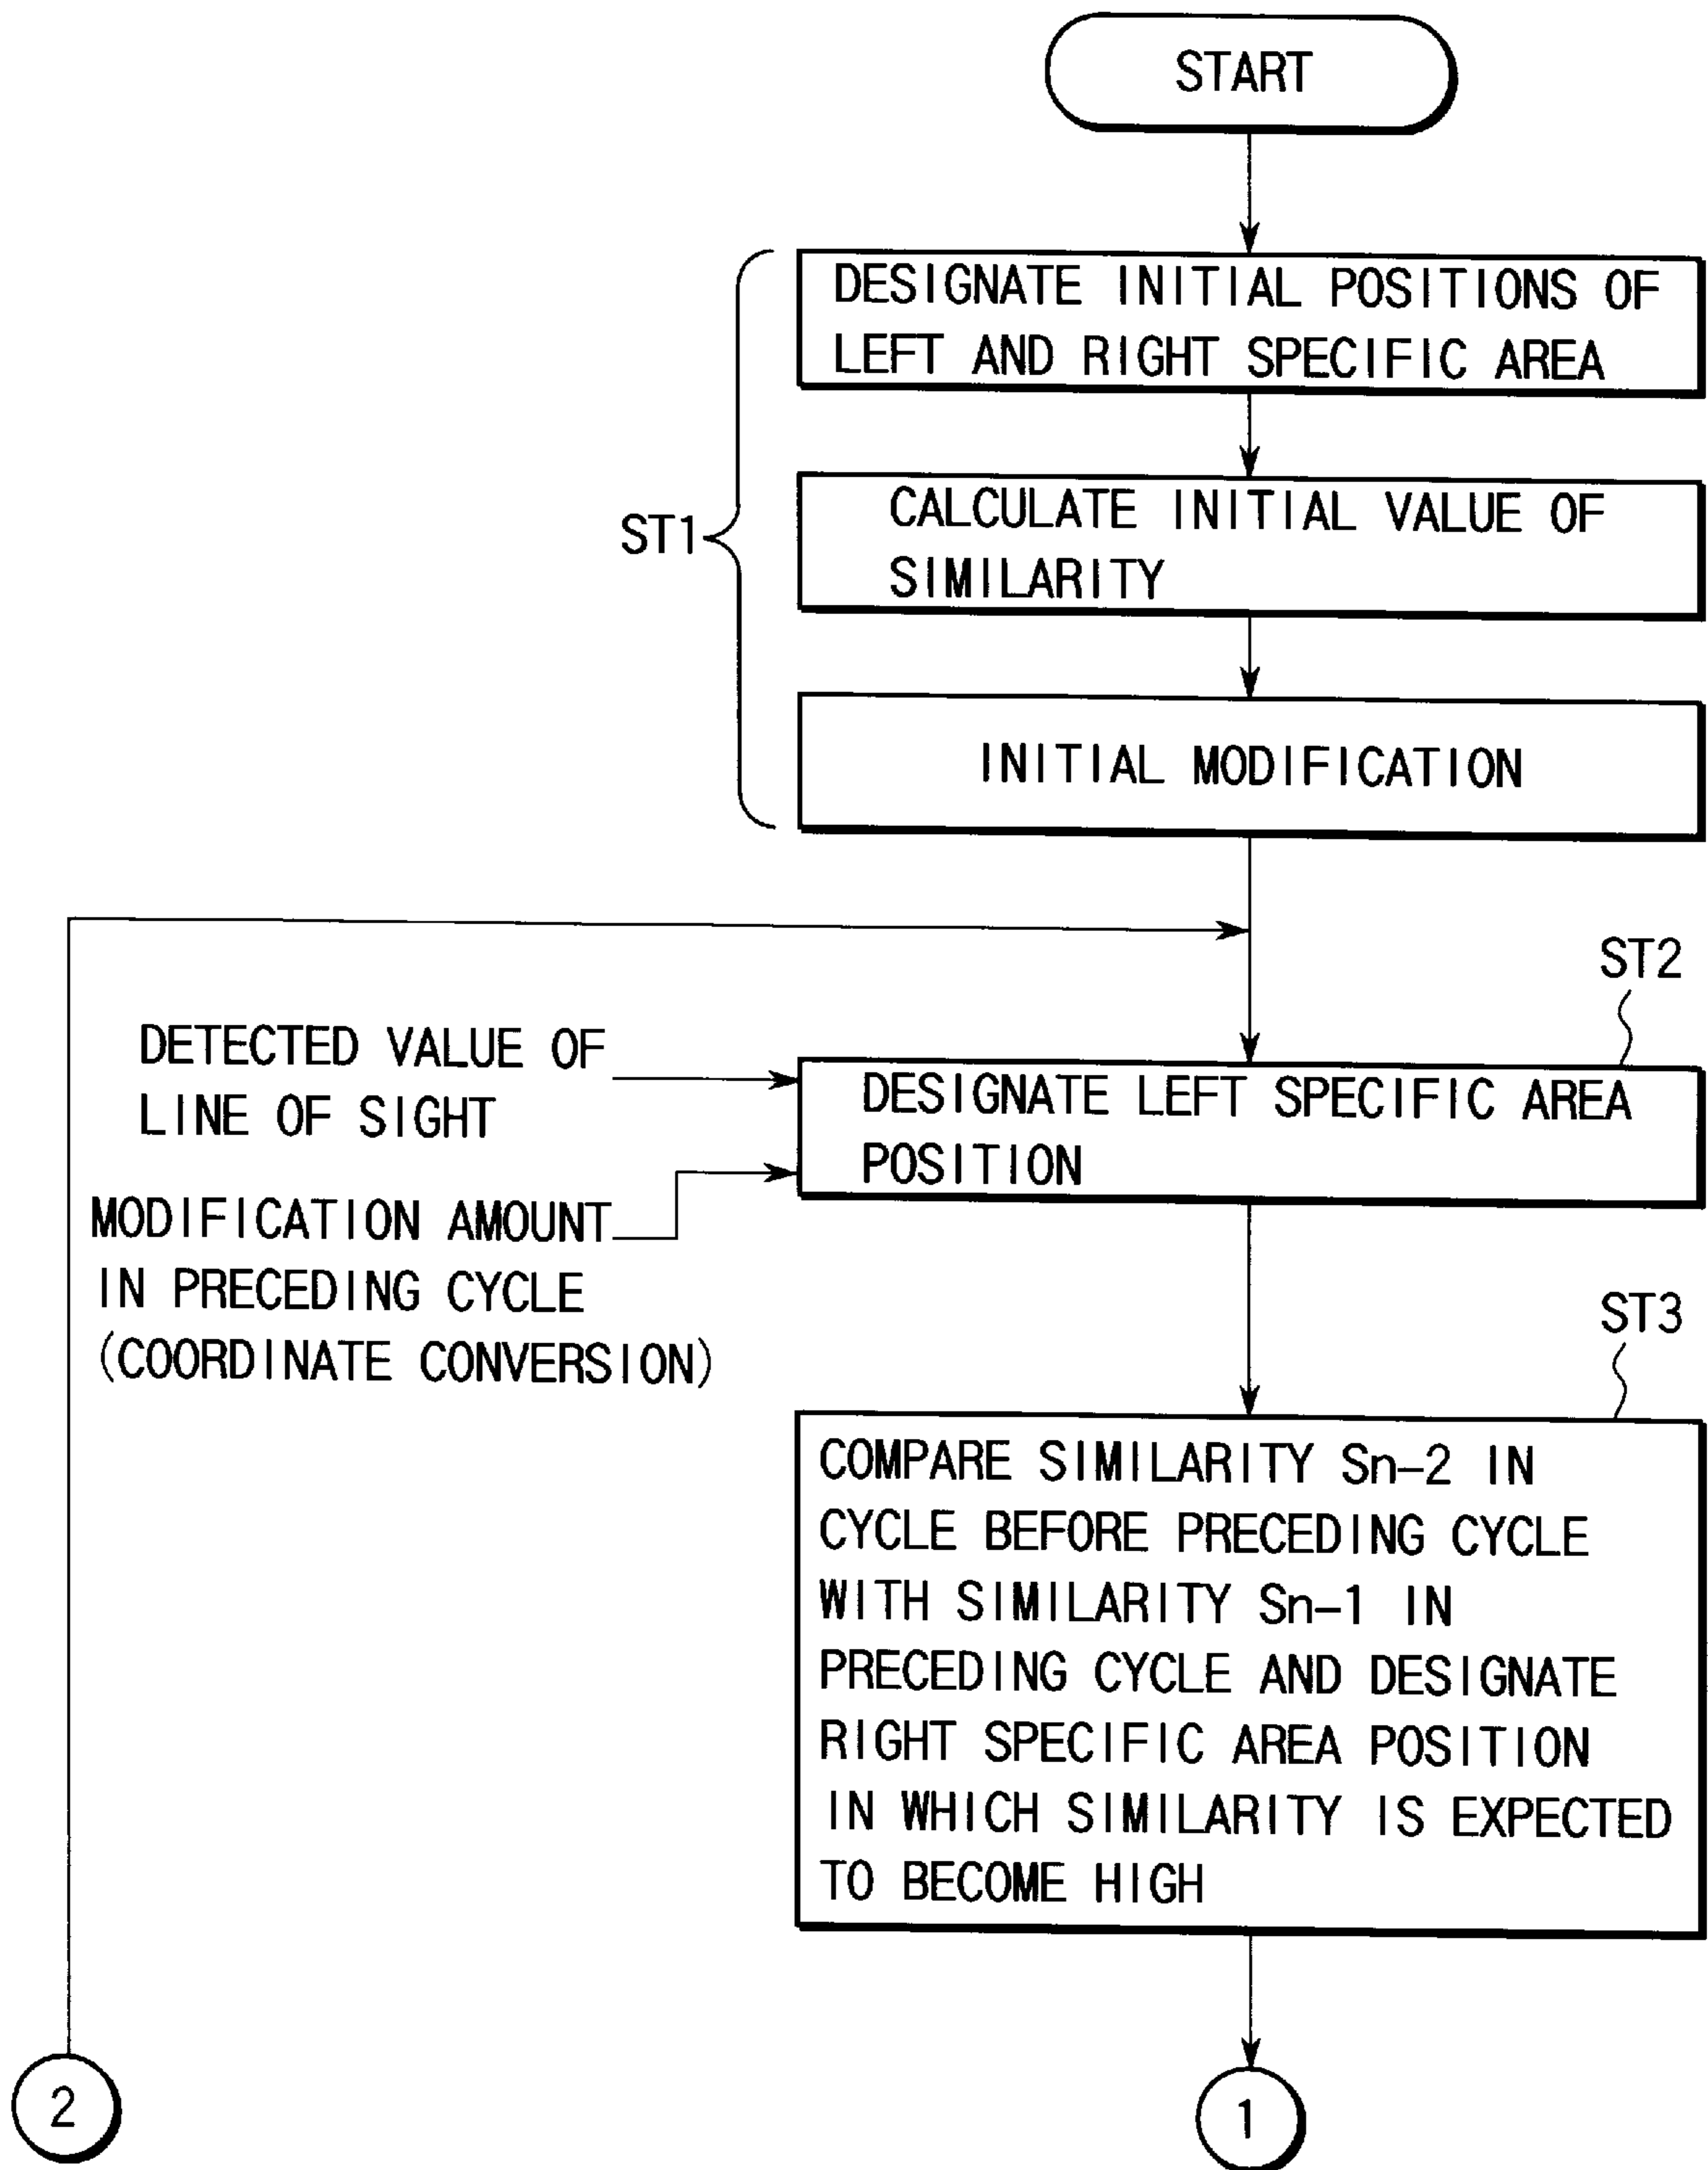 START
DESIGNATE INITIAL POSITIONS OF
LEFT AND RIGHT SPECIFIC AREA
CALCULATE INITIAL VALUE OF
SIMILARITY
ST1
INITIAL MODIFICATION
ST2
DETECTED VALUE OF
LINE OF SIGHT
DESIGNATE LEFT SPECIFIC AREA
POSITION
MODIFICATION AMOUNT
IN PRECEDING CYCLE
(COORDINATE CONVERSION)
ST3
COMPARE SIMILARITY Sn-2 IN
CYCLE BEFORE PRECEDING CYCLE
WITH SIMILARITY Sn-1 IN
PRECEDING CYCLE AND DESIGNATE
RIGHT SPECIFIC AREA POSITION
IN WHICH SIMILARITY IS EXPECTED
TO BECOME HIGH
2
1